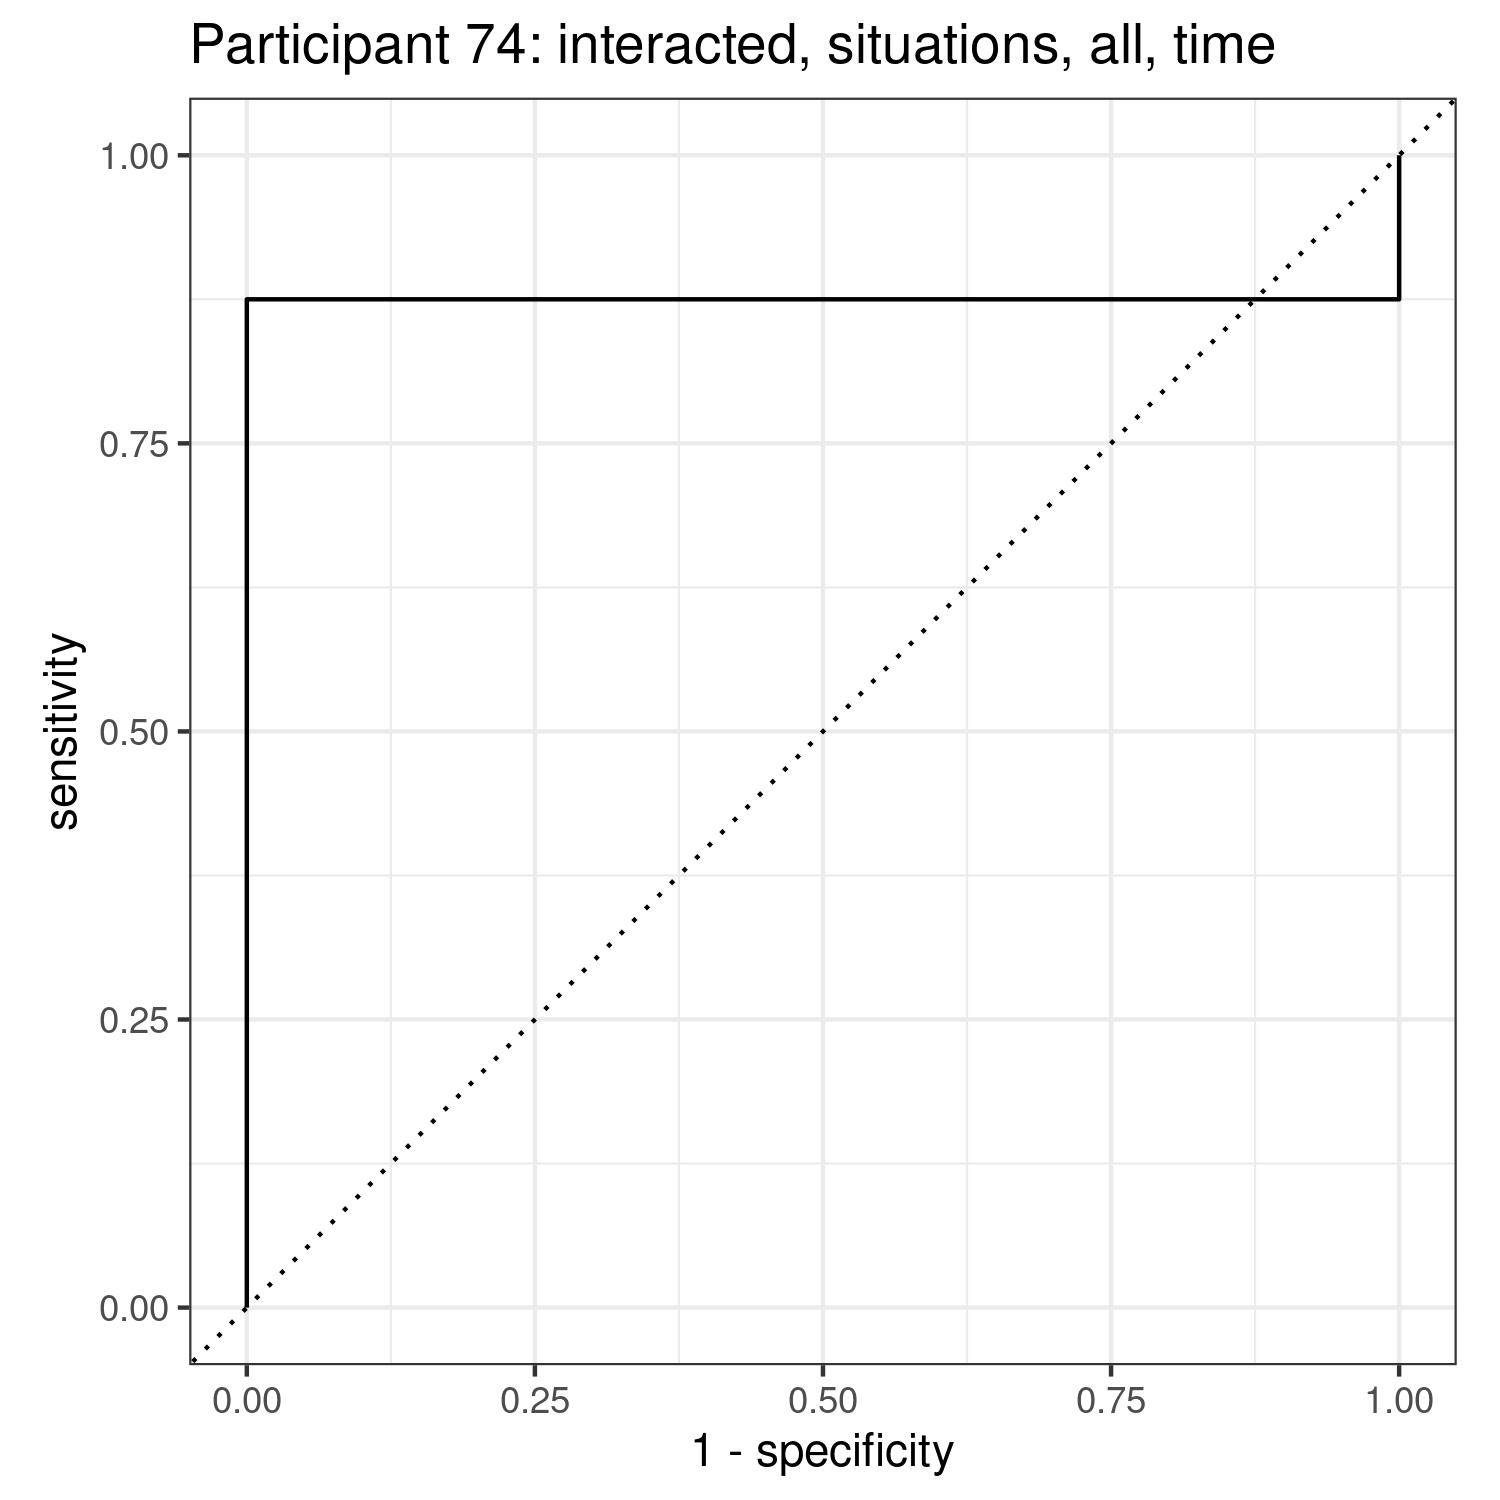 Participant 74: interacted, situations, all, time
1.00
0.75
0.50
0.25
0.00
sensitivity
0.00 0.25 0.50 0.75 1.00
1 - specificity